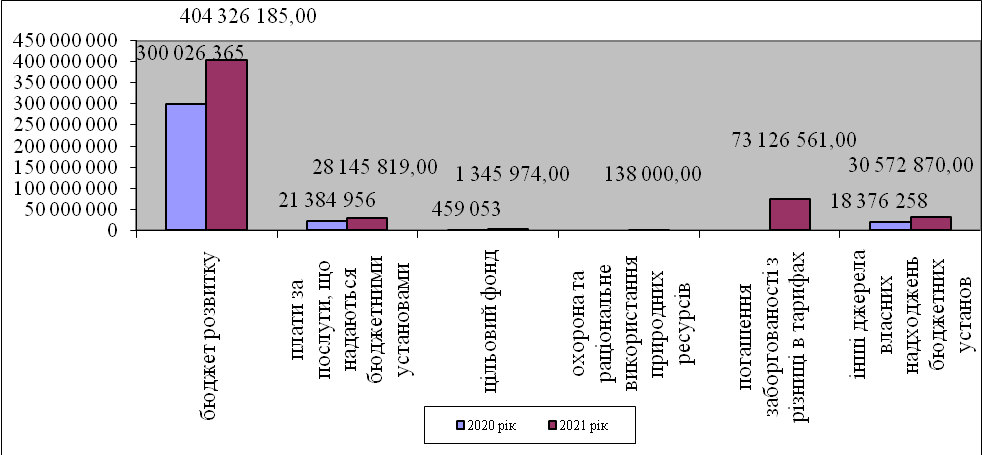 404 326 185,00
450 000 000
400 000 000
350 000 000
300 000 000
250 000 000
200 000 000
150 000 000
100 000 000
50 000 000
0
300 026 365
21 384 956
28 145 819,00
459 053
1 345 974,00
138 000,00
73 126 561,00
18 376 258
30 572 870,00
бюджет розвитку
плати за
послуги, що
надаються
бюджетними
установами
цільовий фонд
охорона та
раціональне
використання
природних
ресурсів
погашення
заборгованості з
різниці в тарифах
інші джерела
власних
надходжень
бюджетних
установ
2020 рік
2021 рік